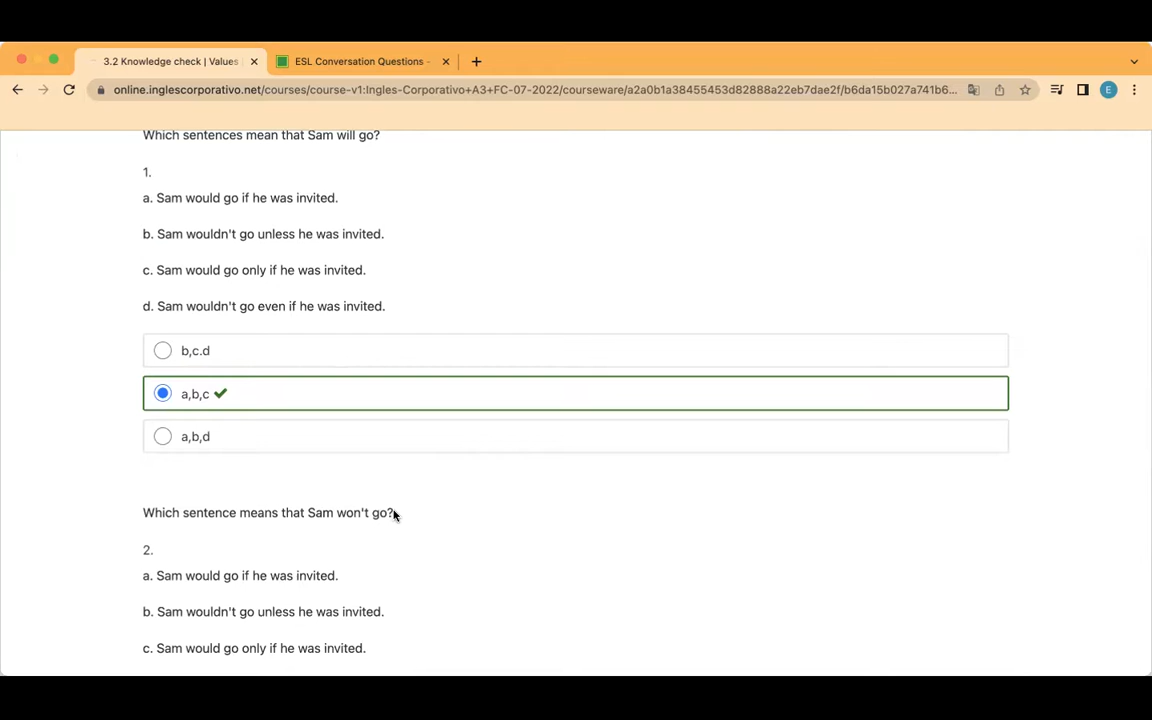 3.2 Knowledge check | Values
ESL Conversation Questions -
online.inglescorporativo.net/courses/course-v1:Ingles-Corporativo+A3+FC-07-2022/courseware/a2a0b1a38455453d82888a22eb7dae2f/b6da15b027a741b6...
E
Which sentences mean that Sam will go?
1.
a. Sam would go if he was invited.
b. Sam wouldn't go unless he was invited.
c. Sam would go only if he was invited.
d. Sam wouldn't go even if he was invited.
b,c.d
a,b,c
a,b,d
Which sentence means that Sam won't go?
2.
a. Sam would go if he was invited.
b. Sam wouldn't go unless he was invited.
c. Sam would go only if he was invited.